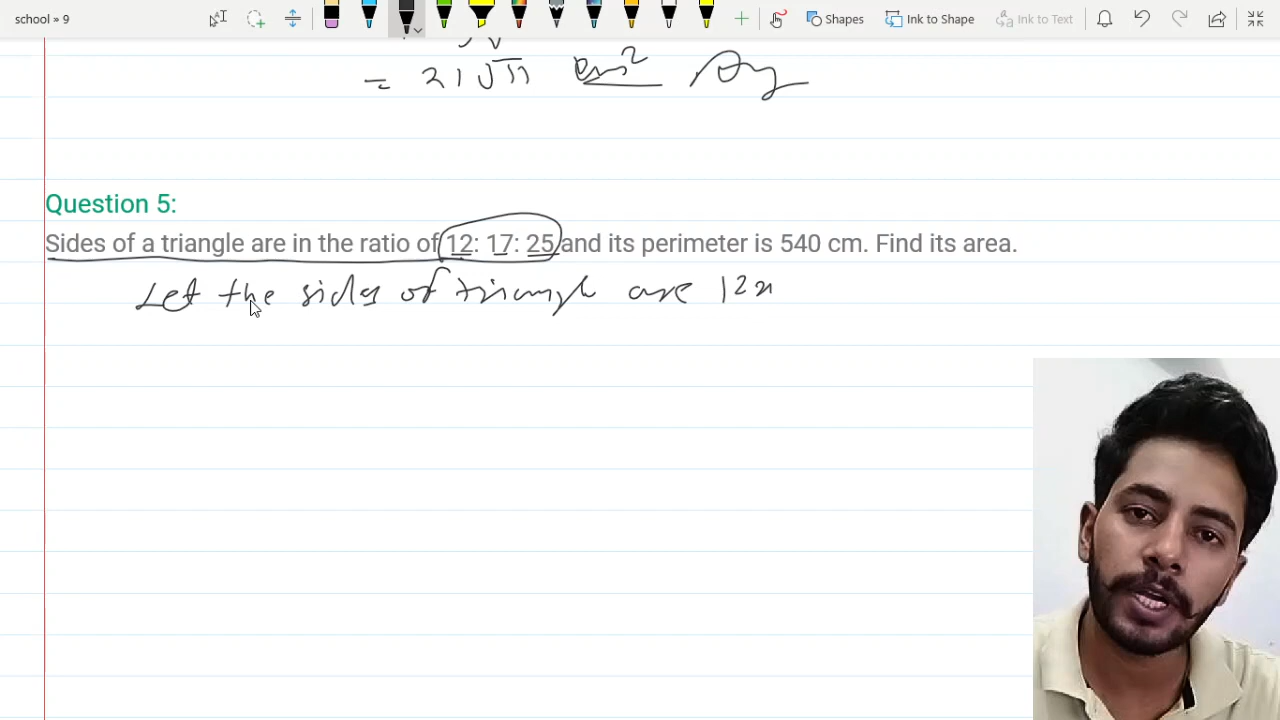 school » 9
Shapes
Ink to Shape
Ink to Text
= 21√11 cm²
Question 5:
Sides of a triangle are in the ratio of 12: 17: 25 and its perimeter is 540 cm. Find its area.
Let the sides of triangle are 12x